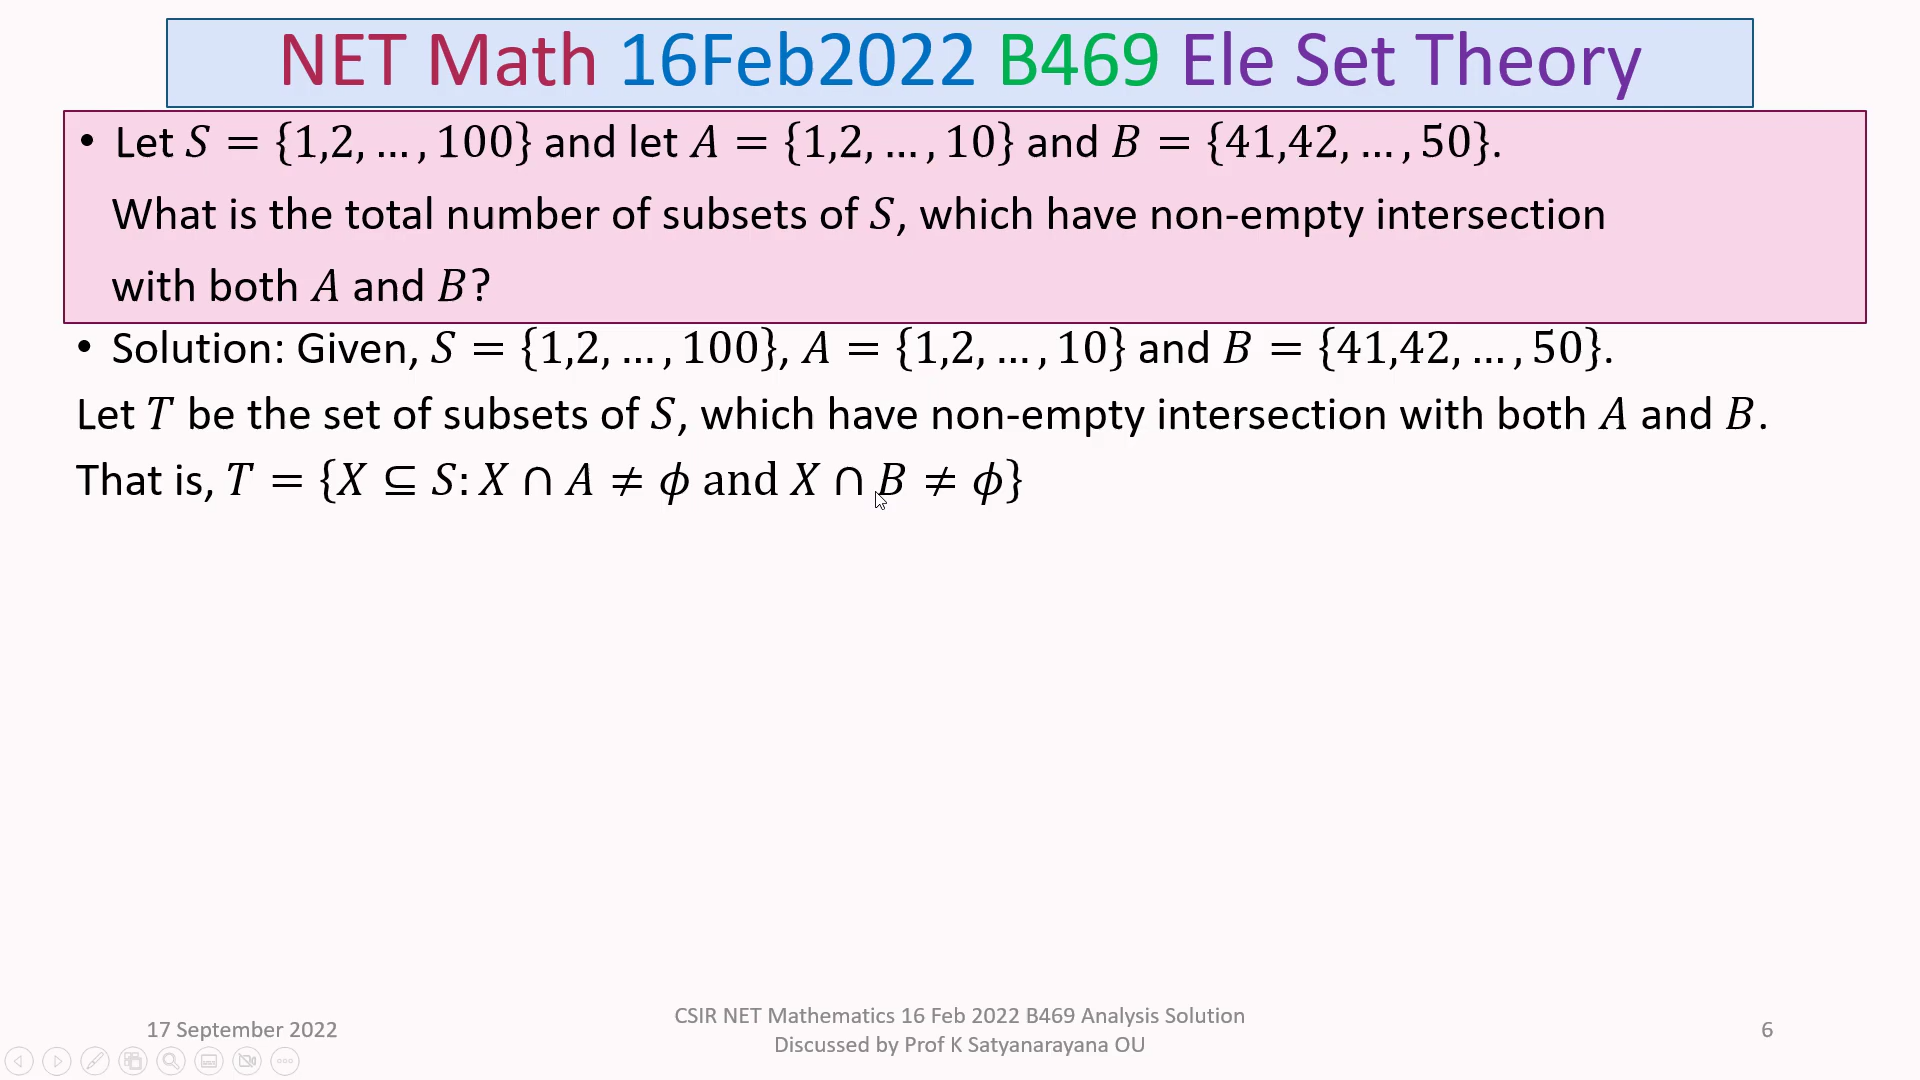 NET Math 16Feb2022 B469 Ele Set Theory
• Let S = {1,2, … , 100} and let A = {1,2, … , 10} and B = {41,42, … , 50}.
What is the total number of subsets of S, which have non-empty intersection
with both A and B?
• Solution: Given, S = {1,2, … , 100}, A = {1,2, … , 10} and B = {41,42, … , 50}.
Let T be the set of subsets of S, which have non-empty intersection with both A and B.
That is, T = {X ⊆ S: X ∩ A ≠ ϕ and X ∩ B ≠ ϕ}
17 September 2022
CSIR NET Mathematics 16 Feb 2022 B469 Analysis Solution
Discussed by Prof K Satyanarayana OU
6